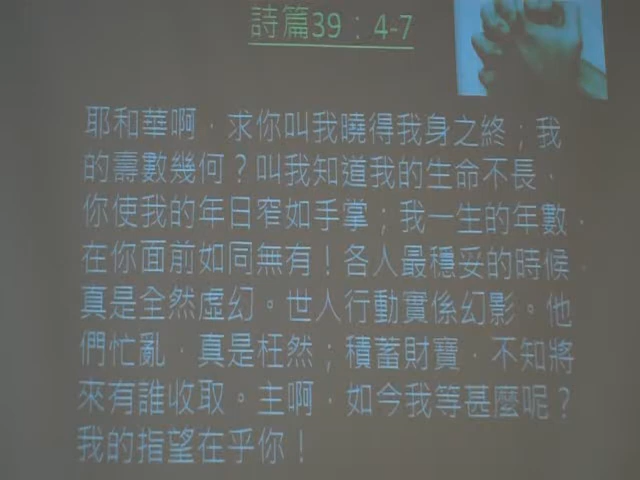 詩篇39：4-7
耶和華啊，求你叫我曉得我身之終；我
的壽數幾何？叫我知道我的生命不長，
你使我的年日窄如手掌；我一生的年數，
在你面前如同無有！各人最穩妥的時候，
真是全然虛幻。世人行動實係幻影。他
們忙亂，真是枉然；積蓄財寶，不知將
來有誰收取。主啊，如今我等甚麼呢？
我的指望在乎你！